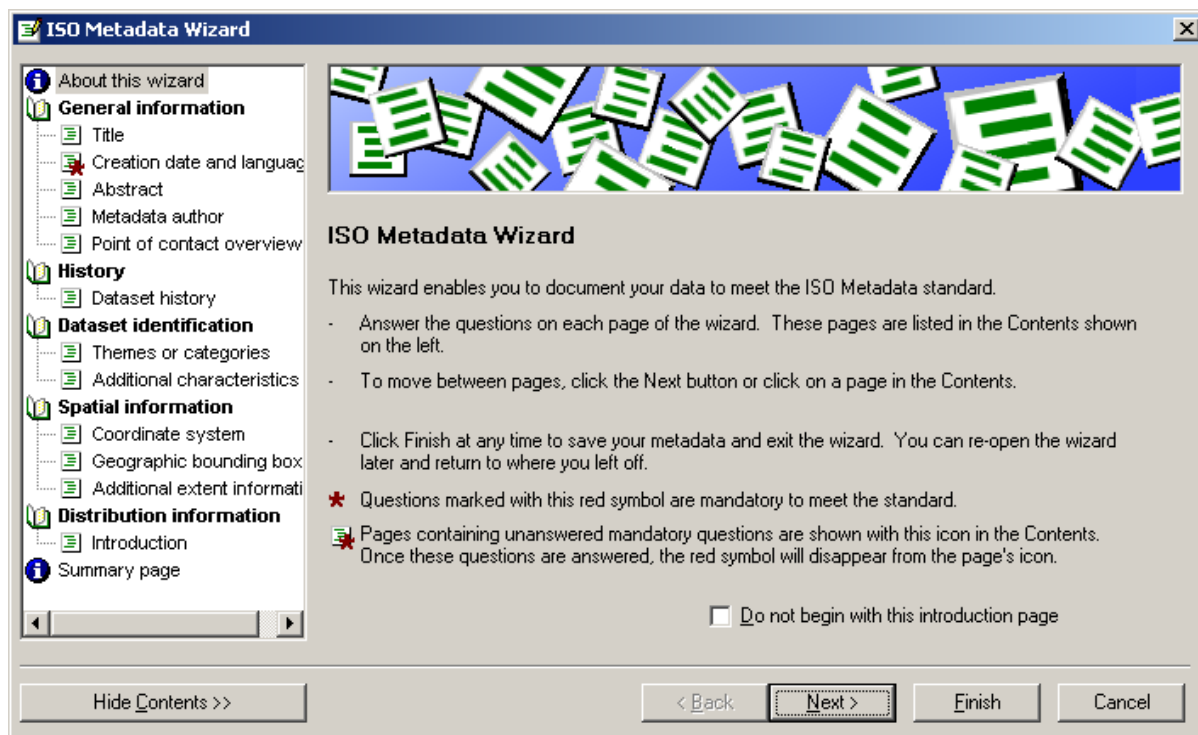 ISO Metadata Wizard
About this wizard
General information
Title
Creation date and languag
Abstract
Metadata author
Point of contact overview
History
Dataset history
Dataset identification
Themes or categories
Additional characteristics
Spatial information
Coordinate system
Geographic bounding box
Additional extent informati
Distribution information
Introduction
Summary page
ISO Metadata Wizard
This wizard enables you to document your data to meet the ISO Metadata standard.
- Answer the questions on each page of the wizard. These pages are listed in the Contents shown
on the left.
- To move between pages, click the Next button or click on a page in the Contents.
- Click Finish at any time to save your metadata and exit the wizard. You can re-open the wizard
later and return to where you left off.
Questions marked with this red symbol are mandatory to meet the standard.
Pages containing unanswered mandatory questions are shown with this icon in the Contents.
Once these questions are answered, the red symbol will disappear from the page's icon.
Do not begin with this introduction page
Hide Contents >>
< Back
Next >
Finish
Cancel